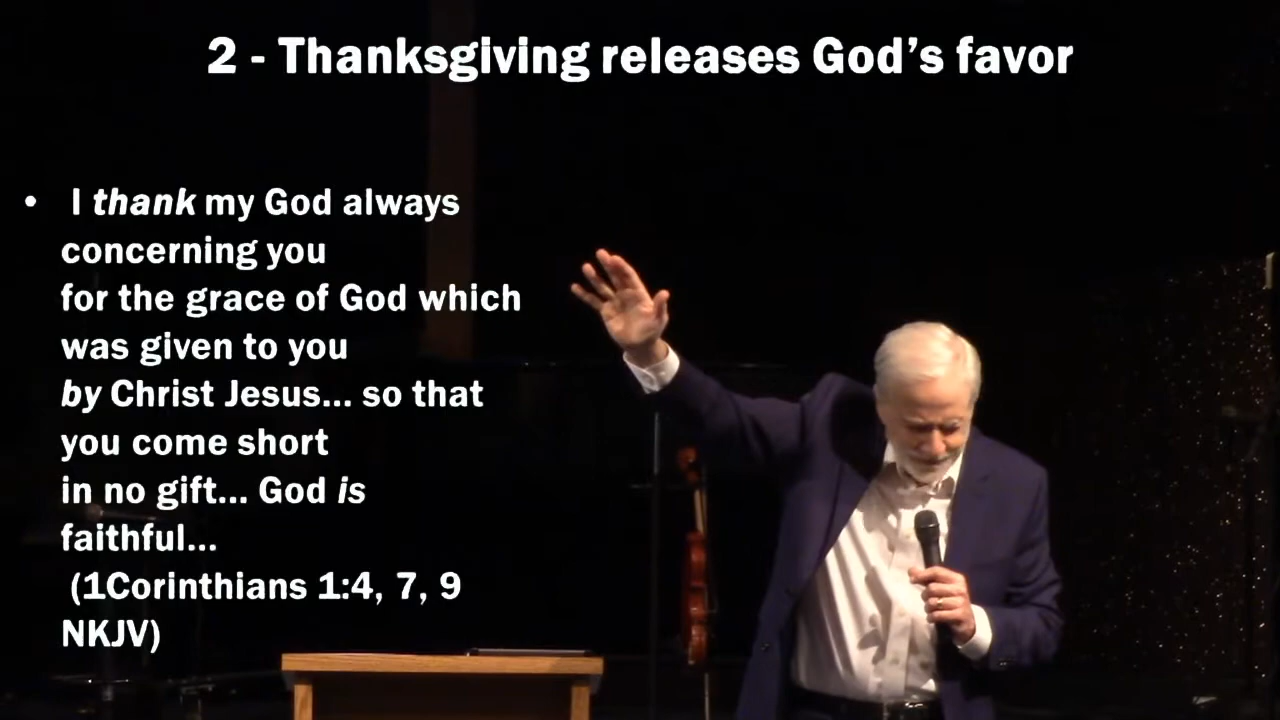 2 - Thanksgiving releases God’s favor
• I thank my God always
concerning you
for the grace of God which
was given to you
by Christ Jesus... so that
you come short
in no gift... God is
faithful...
(1Corinthians 1:4, 7, 9
NKJV)